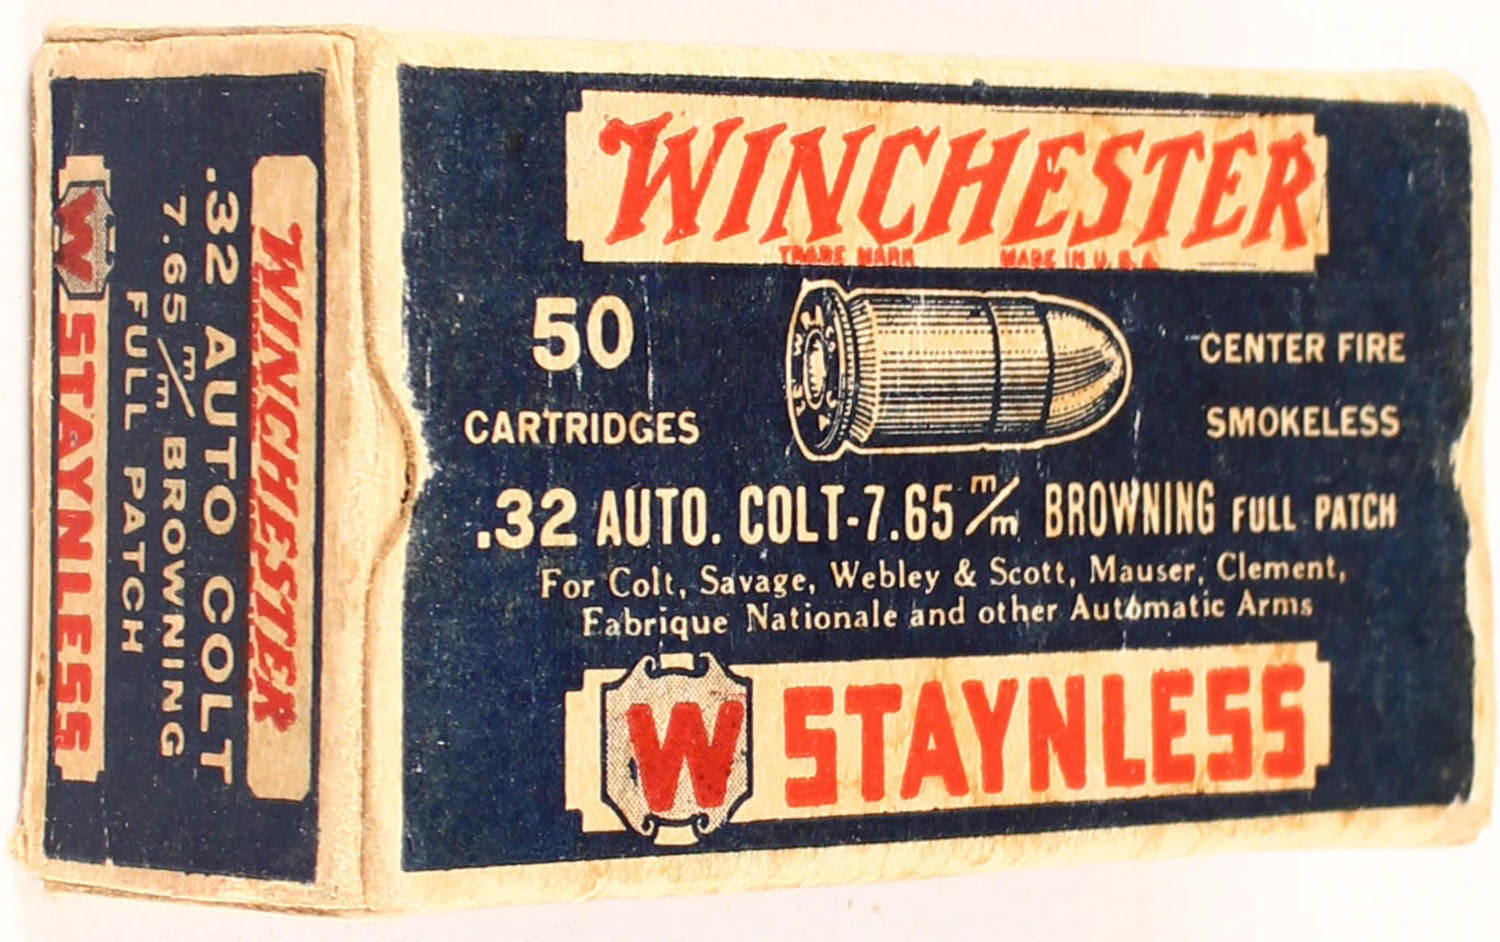 WINCHESTER
TRADE MARK MADE IN U.S.A.
50
CARTRIDGES
CENTER FIRE
SMOKELESS
.32 AUTO. COLT-7.65 m/m BROWNING FULL PATCH
For Colt, Savage, Webley & Scott, Mauser, Clement,
Fabrique Nationale and other Automatic Arms
W STAYNLESS
WINCHESTER
.32 AUTO COLT
7.65 m/m BROWNING
FULL PATCH
W STAYNLESS